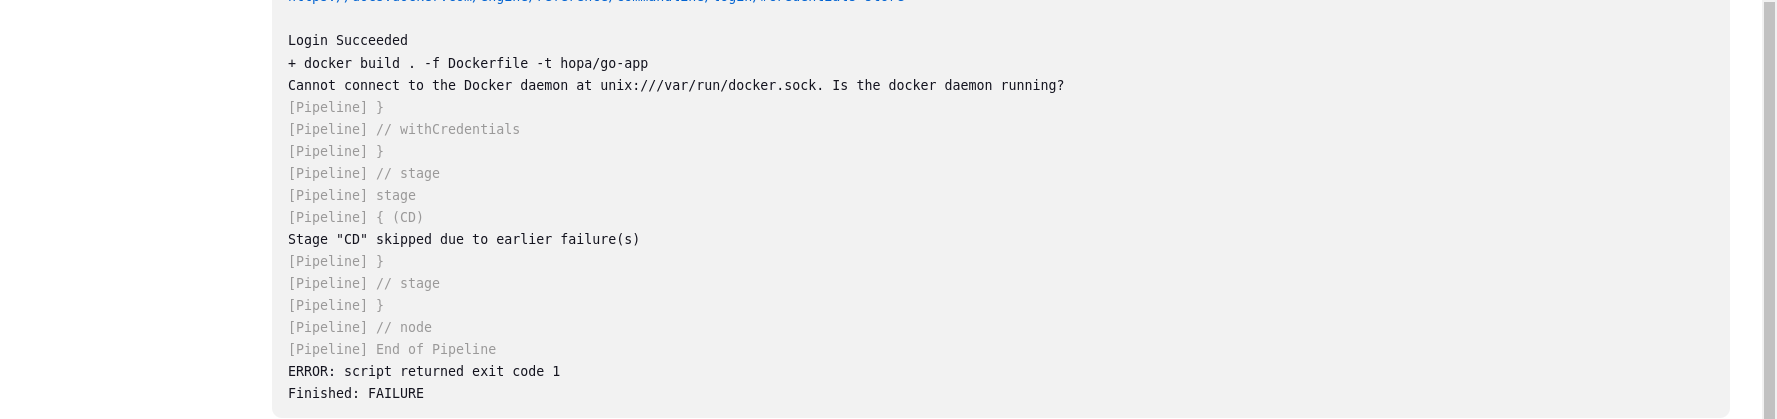 Login Succeeded
+ docker build . -f Dockerfile -t hopa/go-app
Cannot connect to the Docker daemon at unix:///var/run/docker.sock. Is the docker daemon running?
[Pipeline] }
[Pipeline] // withCredentials
[Pipeline] }
[Pipeline] // stage
[Pipeline] stage
[Pipeline] { (CD)
Stage "CD" skipped due to earlier failure(s)
[Pipeline] }
[Pipeline] // stage
[Pipeline] }
[Pipeline] // node
[Pipeline] End of Pipeline
ERROR: script returned exit code 1
Finished: FAILURE